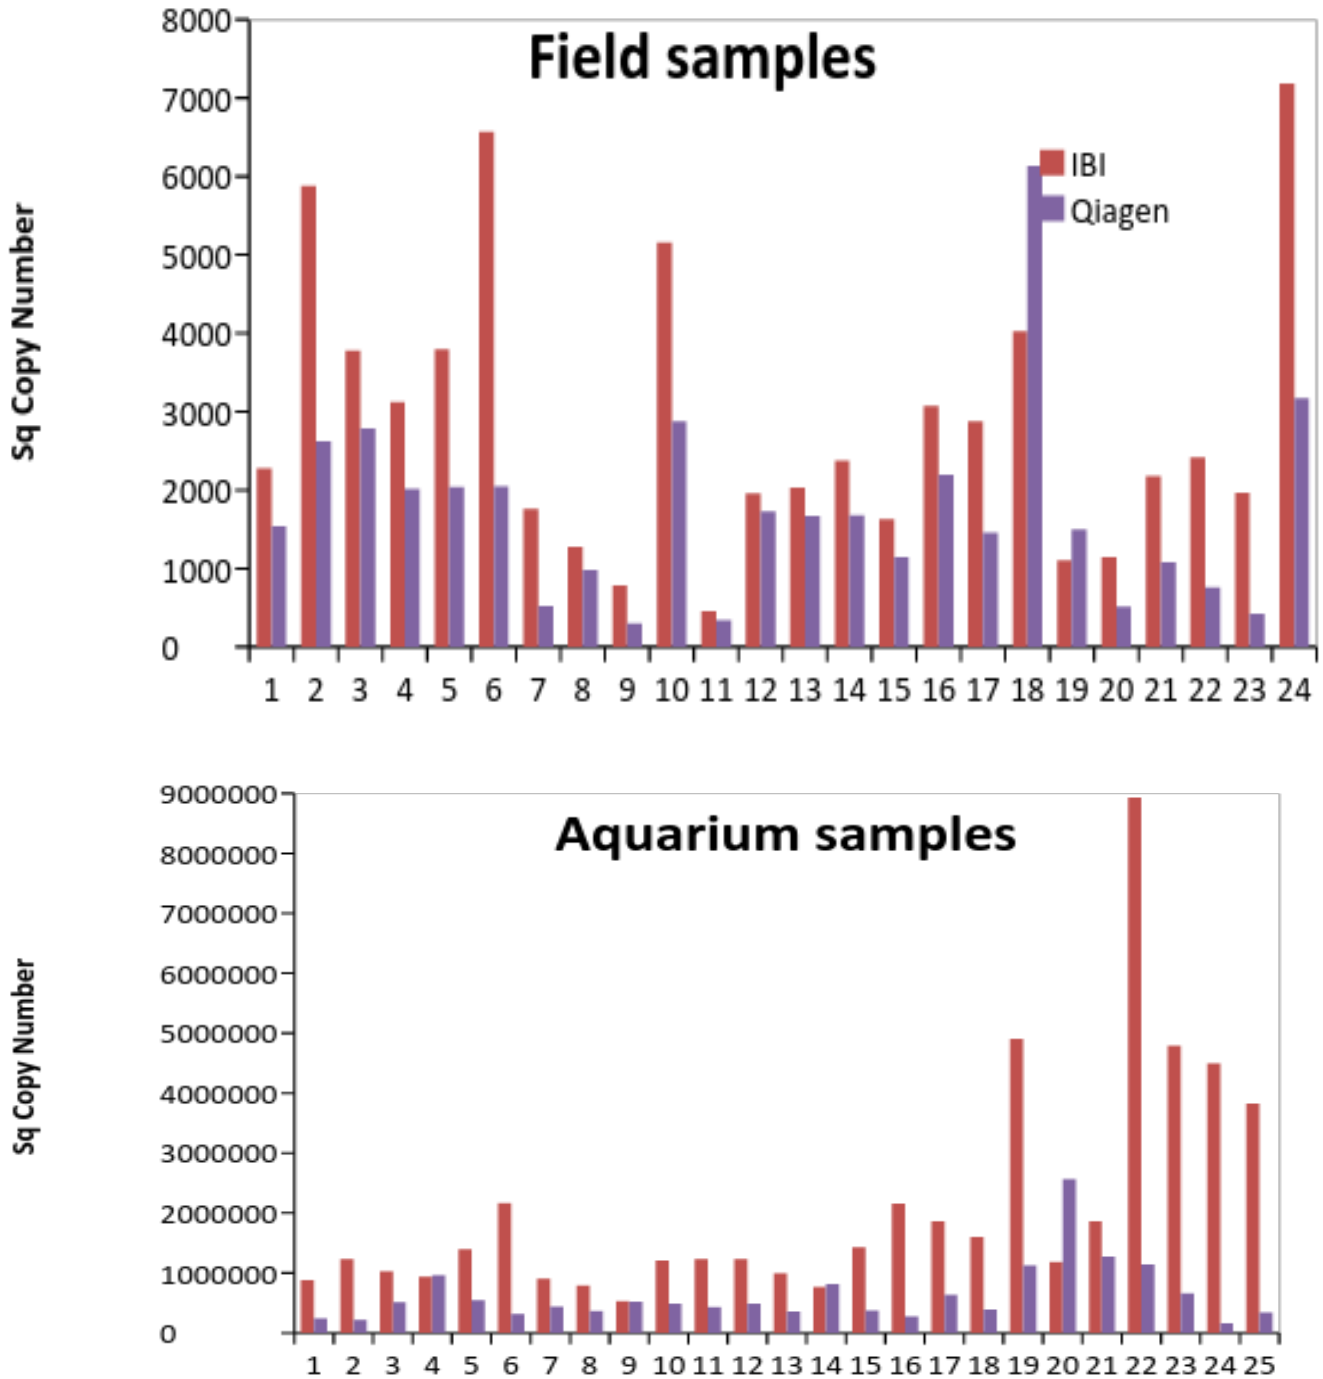 Field samples
Sq Copy Number
8000
7000
6000
5000
4000
3000
2000
1000
0
IBI
Qiagen
1 2 3 4 5 6 7 8 9 10 11 12 13 14 15 16 17 18 19 20 21 22 23 24
Aquarium samples
Sq Copy Number
9000000
8000000
7000000
6000000
5000000
4000000
3000000
2000000
1000000
0
1 2 3 4 5 6 7 8 9 10 11 12 13 14 15 16 17 18 19 20 21 22 23 24 25